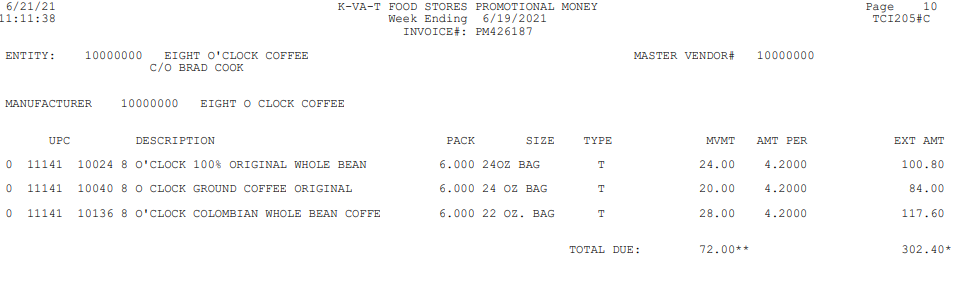 6/21/21 K-VA-T FOOD STORES PROMOTIONAL MONEY Page 10
11:11:38 Week Ending 6/19/2021 TCI205#C
INVOICE#: PM426187
ENTITY: 10000000 EIGHT O'CLOCK COFFEE MASTER VENDOR# 10000000
C/O BRAD COOK
MANUFACTURER 10000000 EIGHT O CLOCK COFFEE
UPC DESCRIPTION PACK SIZE TYPE MVMT AMT PER EXT AMT
0 11141 10024 8 O'CLOCK 100% ORIGINAL WHOLE BEAN 6.000 24OZ BAG T 24.00 4.2000 100.80
0 11141 10040 8 O CLOCK GROUND COFFEE ORIGINAL 6.000 24 OZ BAG T 20.00 4.2000 84.00
0 11141 10136 8 O'CLOCK COLOMBIAN WHOLE BEAN COFFE 6.000 22 OZ. BAG T 28.00 4.2000 117.60
TOTAL DUE: 72.00** 302.40*